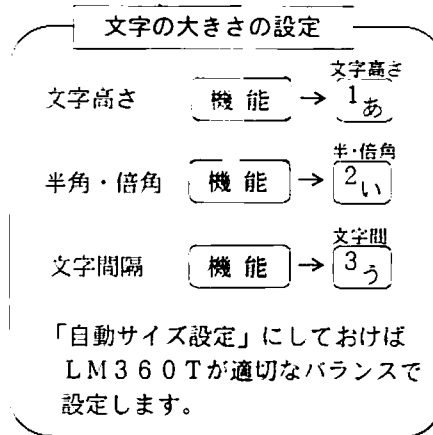 文字の大きさの設定
文字高さ
文字高さ 機能 → 1あ
半・倍角
半角・倍角 機能 → 2い
文字間
文字間隔 機能 → 3う
「自動サイズ設定」にしておけば
LM360Tが適切なバランスで
設定します。